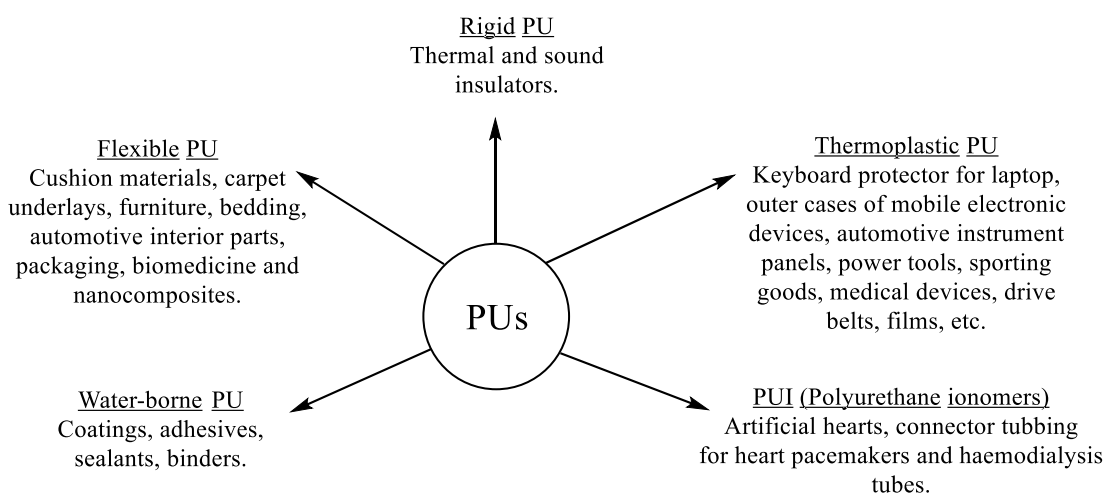 Rigid PU
Thermal and sound
insulators.
Flexible PU
Cushion materials, carpet
underlays, furniture, bedding,
automotive interior parts,
packaging, biomedicine and
nanocomposites.
Thermoplastic PU
Keyboard protector for laptop,
outer cases of mobile electronic
devices, automotive instrument
panels, power tools, sporting
goods, medical devices, drive
belts, films, etc.
PUs
Water-borne PU
Coatings, adhesives,
sealants, binders.
PUI (Polyurethane ionomers)
Artificial hearts, connector tubing
for heart pacemakers and haemodialysis
tubes.